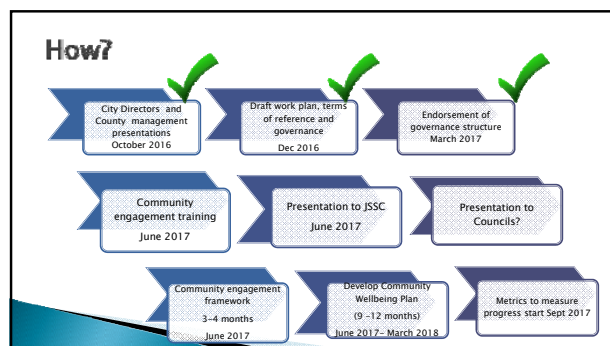 How?
City Directors and
County management
presentations
October 2016
Draft work plan, terms
of reference and
governance
Dec 2016
Endorsement of
governance structure
March 2017
Community
engagement training
June 2017
Presentation to JSSC
June 2017
Presentation to
Councils?
Community engagement
framework
3-4 months
June 2017
Develop Community
Wellbeing Plan
(9 -12 months)
June 2017- March 2018
Metrics to measure
progress start Sept 2017